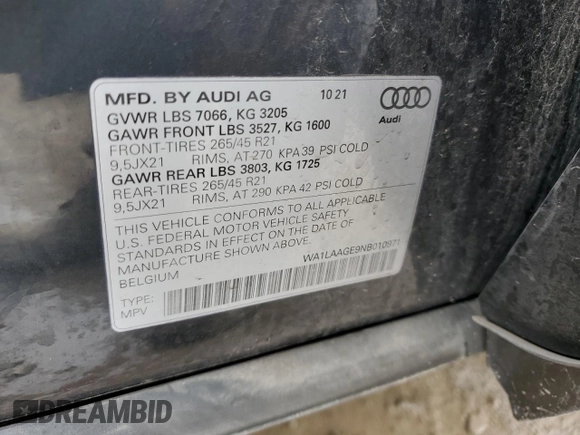 MFD. BY AUDI AG 10 21
GVWR LBS 7066, KG 3205
GAWR FRONT LBS 3527, KG 1600
FRONT-TIRES 265/45 R21
9,5JX21 RIMS, AT 270 KPA 39 PSI COLD
GAWR REAR LBS 3803, KG 1725
REAR-TIRES 265/45 R21
9,5JX21 RIMS, AT 290 KPA 42 PSI COLD
Audi
THIS VEHICLE CONFORMS TO ALL APPLICABLE
U.S. FEDERAL MOTOR VEHICLE SAFETY
STANDARDS IN EFFECT ON THE DATE OF
MANUFACTURE SHOWN ABOVE.
BELGIUM
WA1LAAGE9NB010971
TYPE:
MPV
DREAMBID